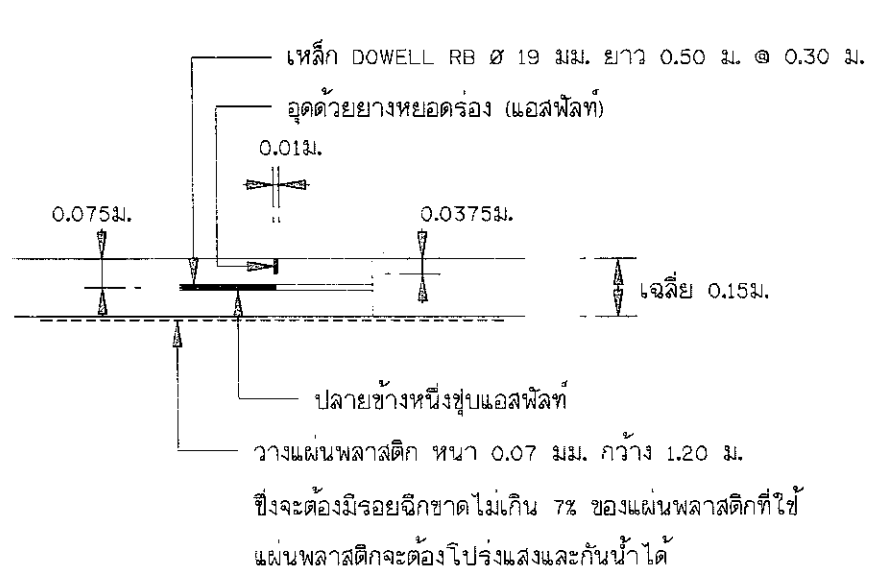 เหล็ก DOWELL RB Ø 19 มม. ยาว 0.50 ม. @ 0.30 ม.
อุดด้วยยางหยอดร่อง (แอสฟัลท์)
0.01ม.
0.075ม.
0.0375ม.
เฉลี่ย 0.15ม.
ปลายข้างหนึ่งชุบแอสฟัลท์
วางแผ่นพลาสติก หนา 0.07 มม. กว้าง 1.20 ม.
ซึ่งจะต้องมีรอยฉีกขาดไม่เกิน 7% ของแผ่นพลาสติกที่ใช้
แผ่นพลาสติกจะต้องโปร่งแสงและกันน้ำได้